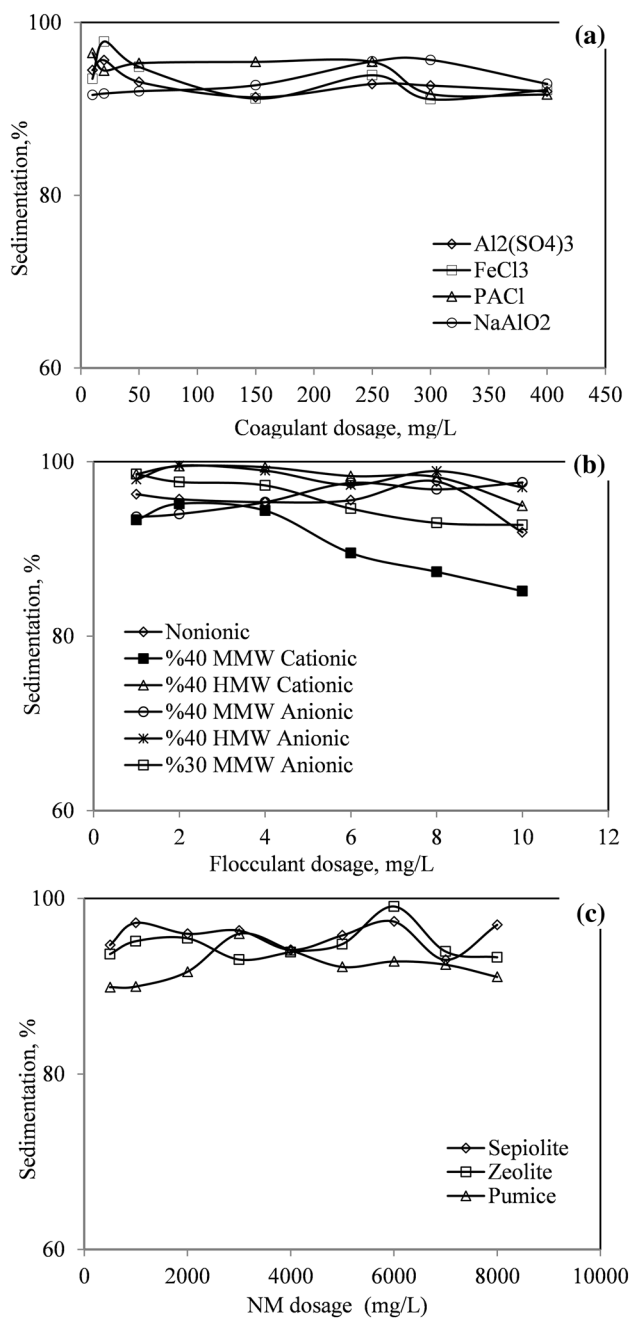 100
(a)
80
Sedimentation,%
Al2(SO4)3
FeCl3
PACl
NaAlO2
60
0 50 100 150 200 250 300 350 400 450
Coagulant dosage, mg/L
100
(b)
80
Sedimentation, %
Nonionic
%40 MMW Cationic
%40 HMW Cationic
%40 MMW Anionic
%40 HMW Anionic
%30 MMW Anionic
60
0 2 4 6 8 10 12
Flocculant dosage, mg/L
100
(c)
80
Sedimentation, %
Sepiolite
Zeolite
Pumice
60
0 2000 4000 6000 8000 10000
NM dosage (mg/L)